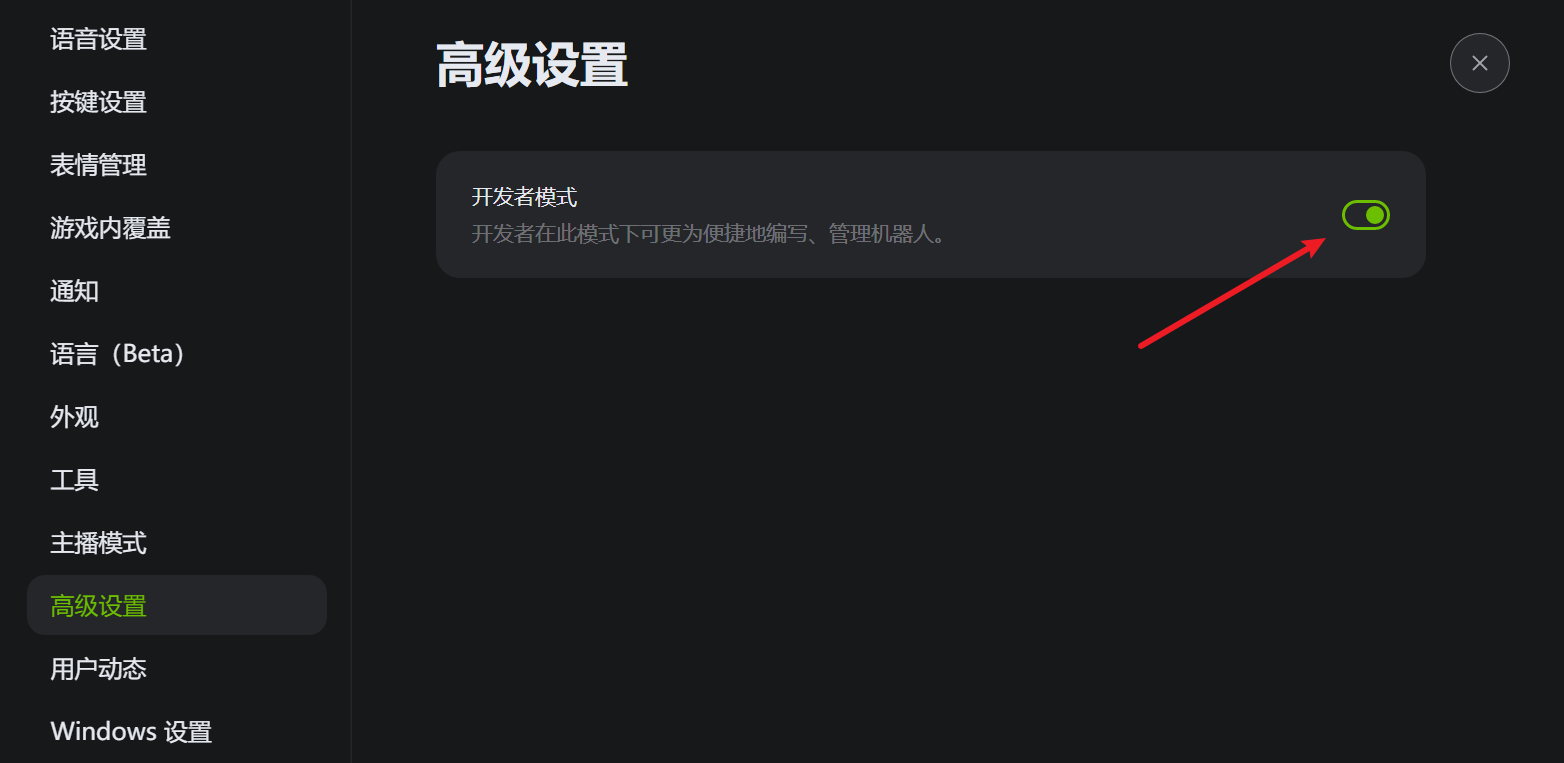 语音设置
按键设置
表情管理
游戏内覆盖
通知
语言（Beta）
外观
工具
主播模式
高级设置
用户动态
Windows 设置
高级设置
开发者模式
开发者在此模式下可更为便捷地编写、管理机器人。